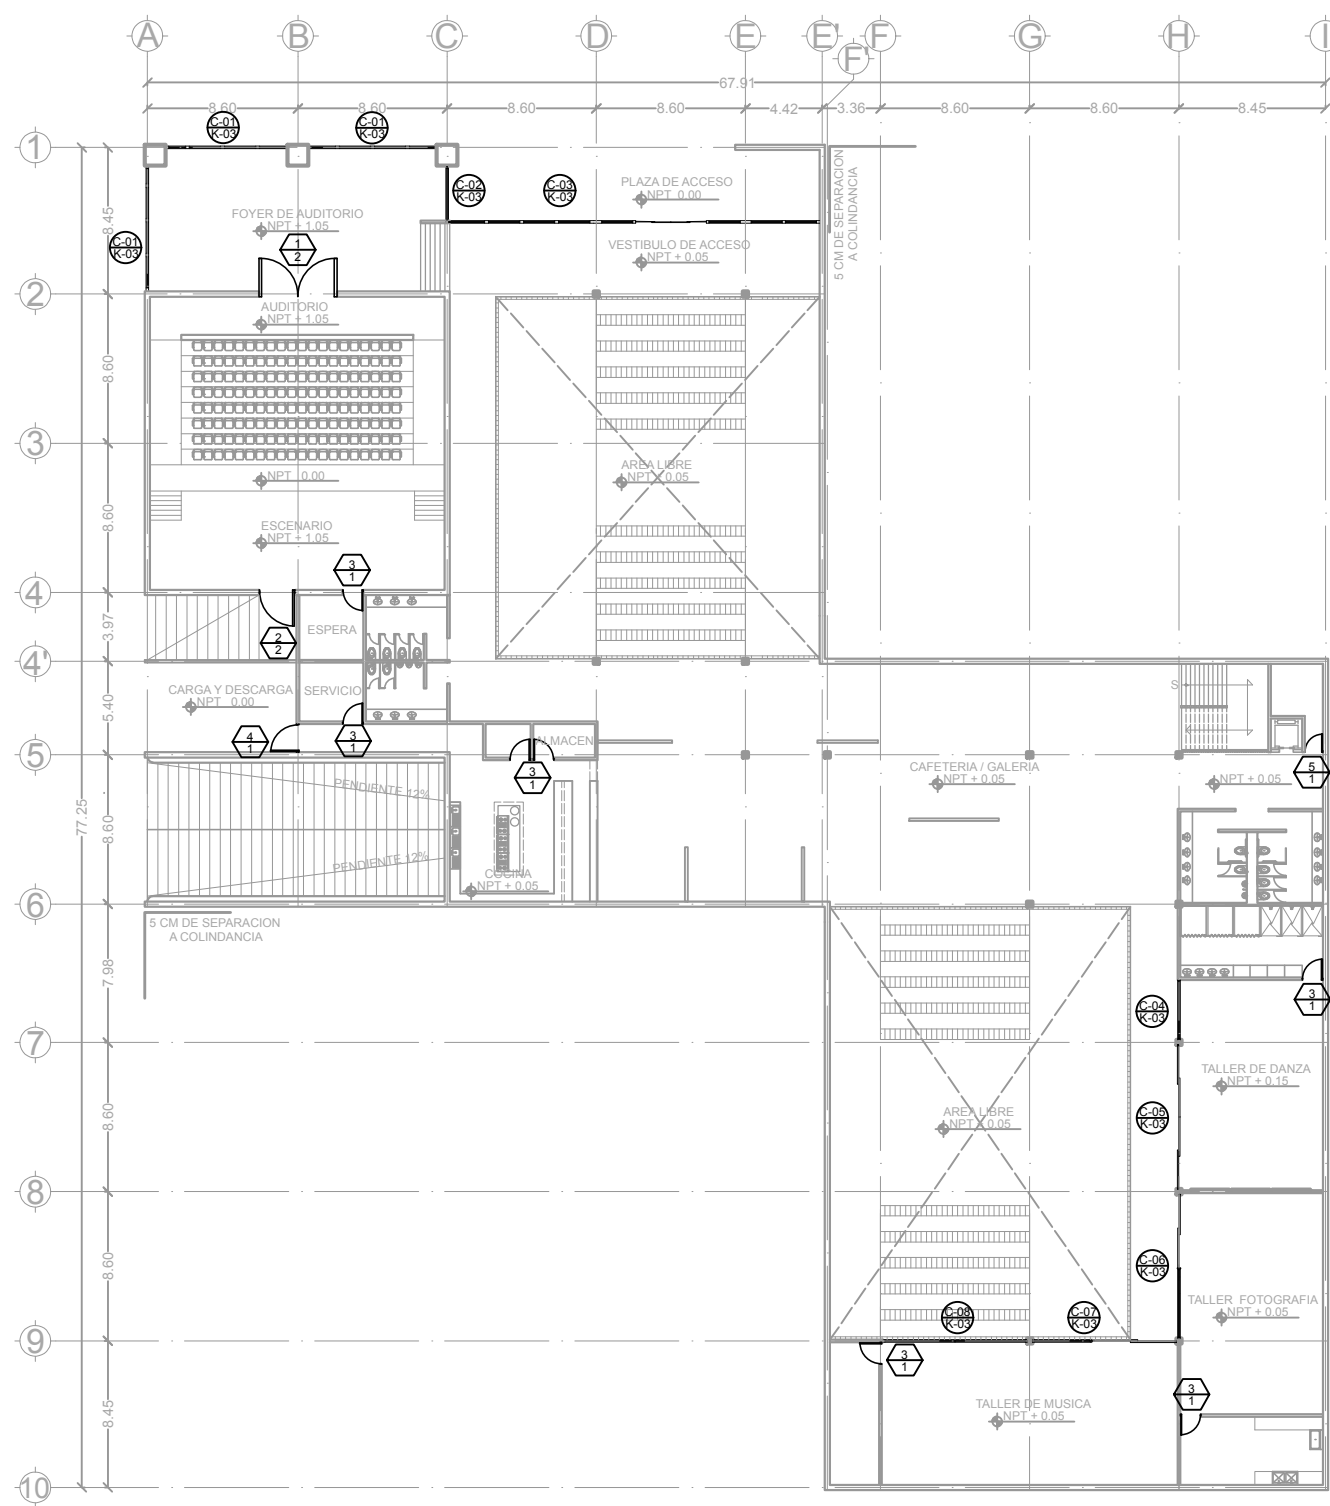 A B C D E E' F G H I
F'
67.91
8.60 8.60 8.60 8.60 4.42 3.36 8.60 8.60 8.45
C-01
K-03
C-01
K-03
1
C-02
K-03
C-03
K-03
PLAZA DE ACCESO
NPT 0.00
5 CM DE SEPARACION
A COLINDANCIA
8.45
FOYER DE AUDITORIO
NPT + 1.05
C-01
K-03
1
2
VESTIBULO DE ACCESO
NPT + 0.05
2
AUDITORIO
NPT + 1.05
8.60
3
NPT 0.00
AREA LIBRE
NPT + 0.05
8.60
ESCENARIO
NPT + 1.05
3
1
4
3.97
ESPERA
2
2
4'
CARGA Y DESCARGA
NPT 0.00
SERVICIO
5.40
S
4
1
3
1
ALMACEN
5
3
1
CAFETERIA / GALERIA
NPT + 0.05
NPT + 0.05
5
1
PENDIENTE 12%
77.25
8.60
PENDIENTE 12%
COCINA
NPT + 0.05
6
5 CM DE SEPARACION
A COLINDANCIA
7.98
C-04
K-03
3
1
7
TALLER DE DANZA
NPT + 0.15
8.60
AREA LIBRE
NPT + 0.05
C-05
K-03
8
8.60
C-06
K-03
TALLER FOTOGRAFIA
NPT + 0.05
C-08
K-03
C-07
K-03
9
3
1
3
1
8.45
TALLER DE MUSICA
NPT + 0.05
10